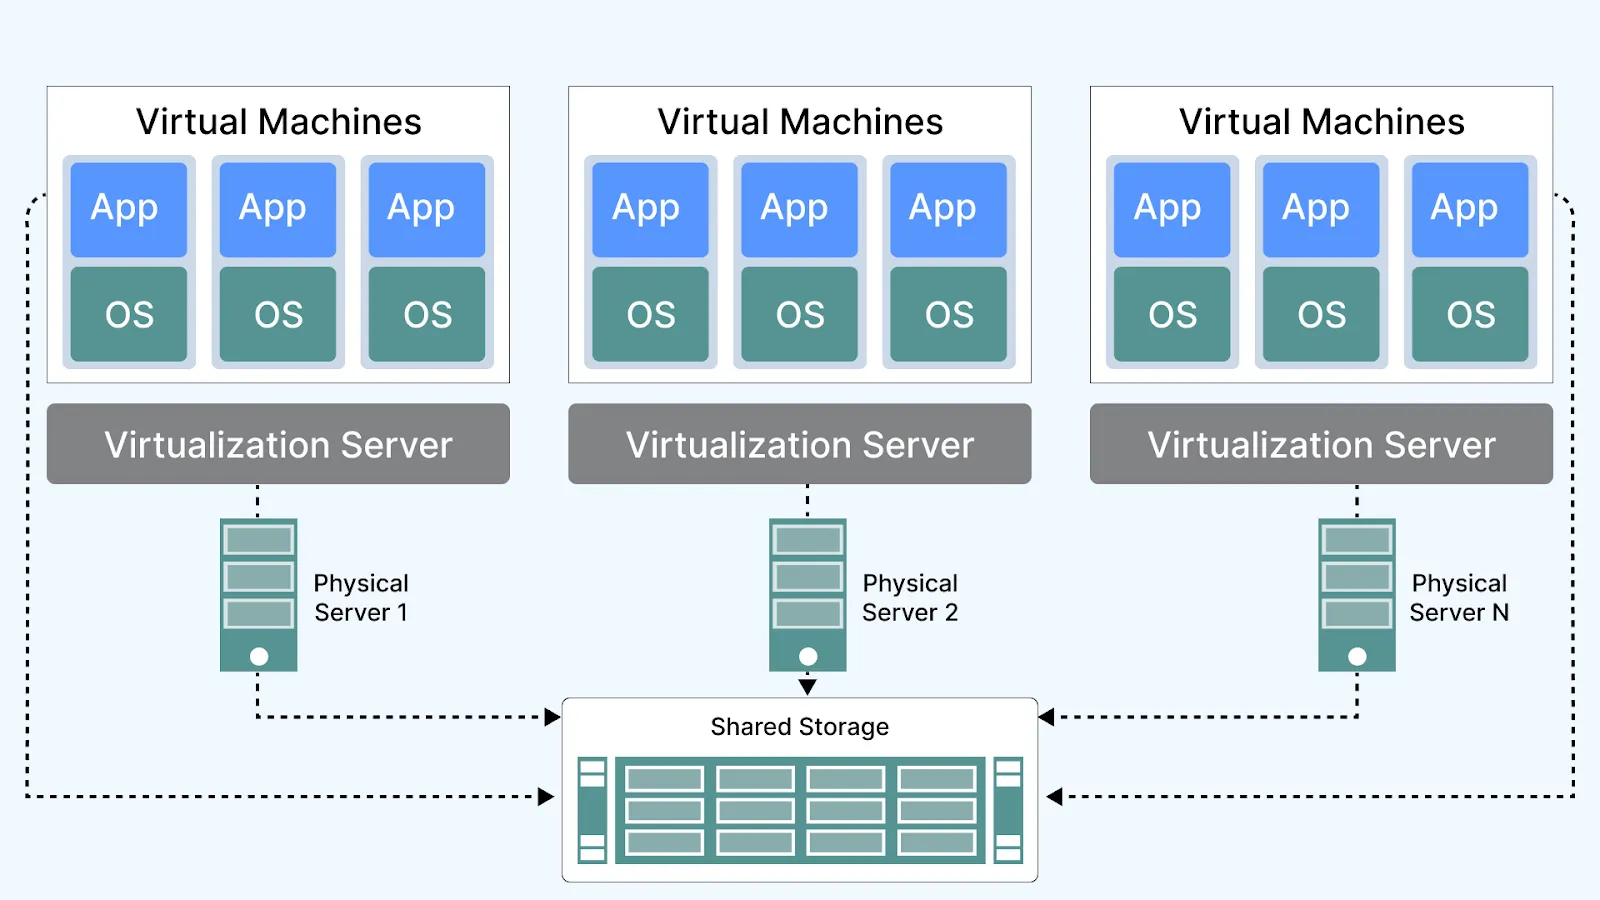 Virtual Machines
App App App
OS OS OS
Virtualization Server
Physical
Server 1
Virtual Machines
App App App
OS OS OS
Virtualization Server
Physical
Server 2
Virtual Machines
App App App
OS OS OS
Virtualization Server
Physical
Server N
Shared Storage